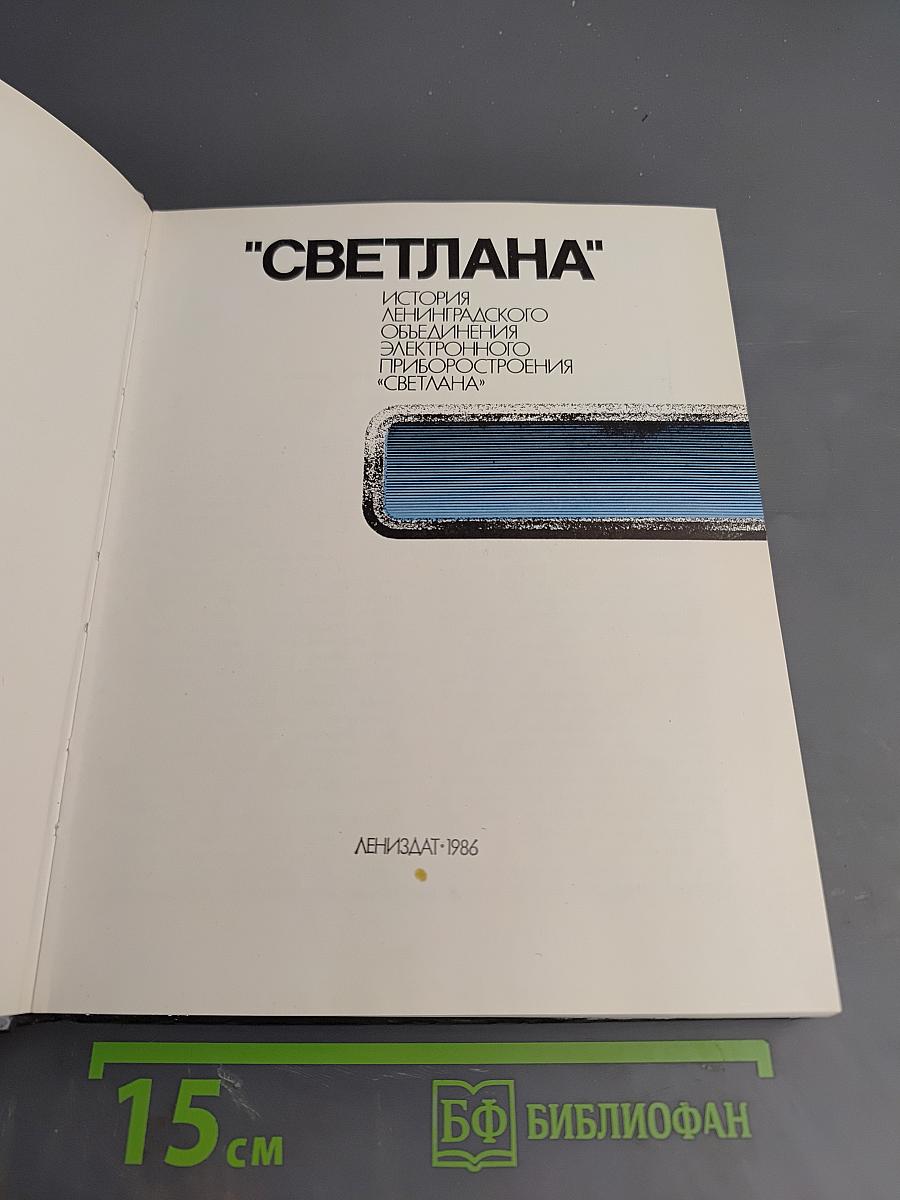 "СВЕТЛАНА"
ИСТОРИЯ
ЛЕНИНГРАДСКОГО
ОБЪЕДИНЕНИЯ
ЭЛЕКТРОННОГО
ПРИБОРОСТРОЕНИЯ
«СВЕТЛАНА»
ЛЕНИЗДАТ•1986
15 см
БФ БИБЛИОФАН